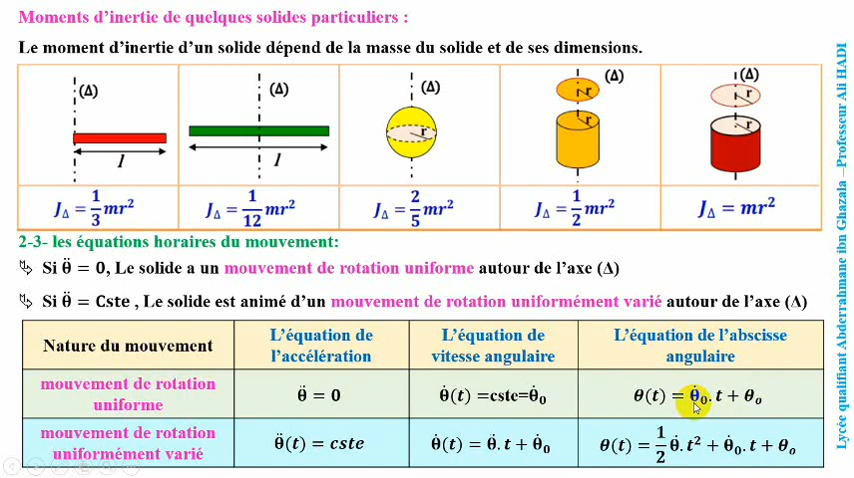 Moments d'inertie de quelques solides particuliers :
Le moment d'inertie d'un solide dépend de la masse du solide et de ses dimensions.
(Δ) (Δ) (Δ) (Δ) (Δ)
r r r r r
l l
J_Δ = 1/3 mr² J_Δ = 1/12 mr² J_Δ = 2/5 mr² J_Δ = 1/2 mr² J_Δ = mr²
2-3- les équations horaires du mouvement:
Si θ̈ = 0, Le solide a un mouvement de rotation uniforme autour de l'axe (Δ)
Si θ̈ = Cste , Le solide est animé d'un mouvement de rotation uniformément varié autour de l'axe (Δ)
Nature du mouvement
L'équation de
l'accélération
L'équation de
vitesse angulaire
L'équation de l'abscisse
angulaire
mouvement de rotation
uniforme
θ̈ = 0
θ̇(t) =cste=θ̇₀
θ(t) = θ̇₀. t + θₒ
mouvement de rotation
uniformément varié
θ̈(t) = cste
θ̇(t) = θ̈. t + θ̇₀
θ(t) = 1/2 θ̈. t² + θ̇₀. t + θₒ
Lycée qualifiant Abderrahmane ibn Ghazala –Professeur Ali HADI